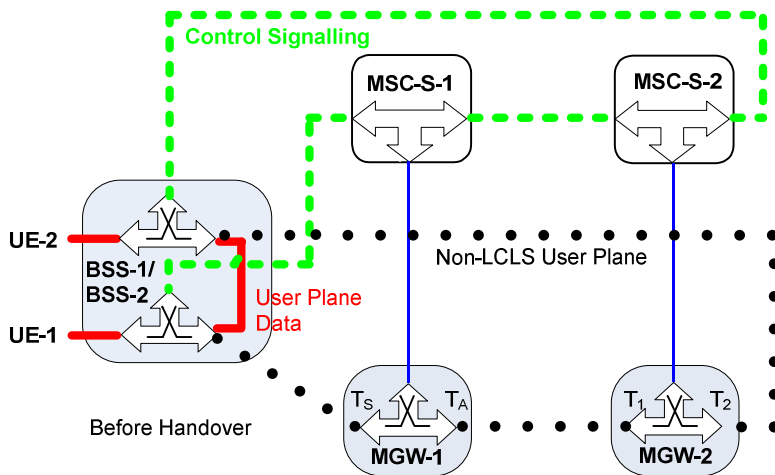 Control Signalling
MSC-S-1
MSC-S-2
UE-2
BSS-1/
BSS-2
Non-LCLS User Plane
User Plane
Data
UE-1
TS
TA
T1
T2
Before Handover
MGW-1
MGW-2